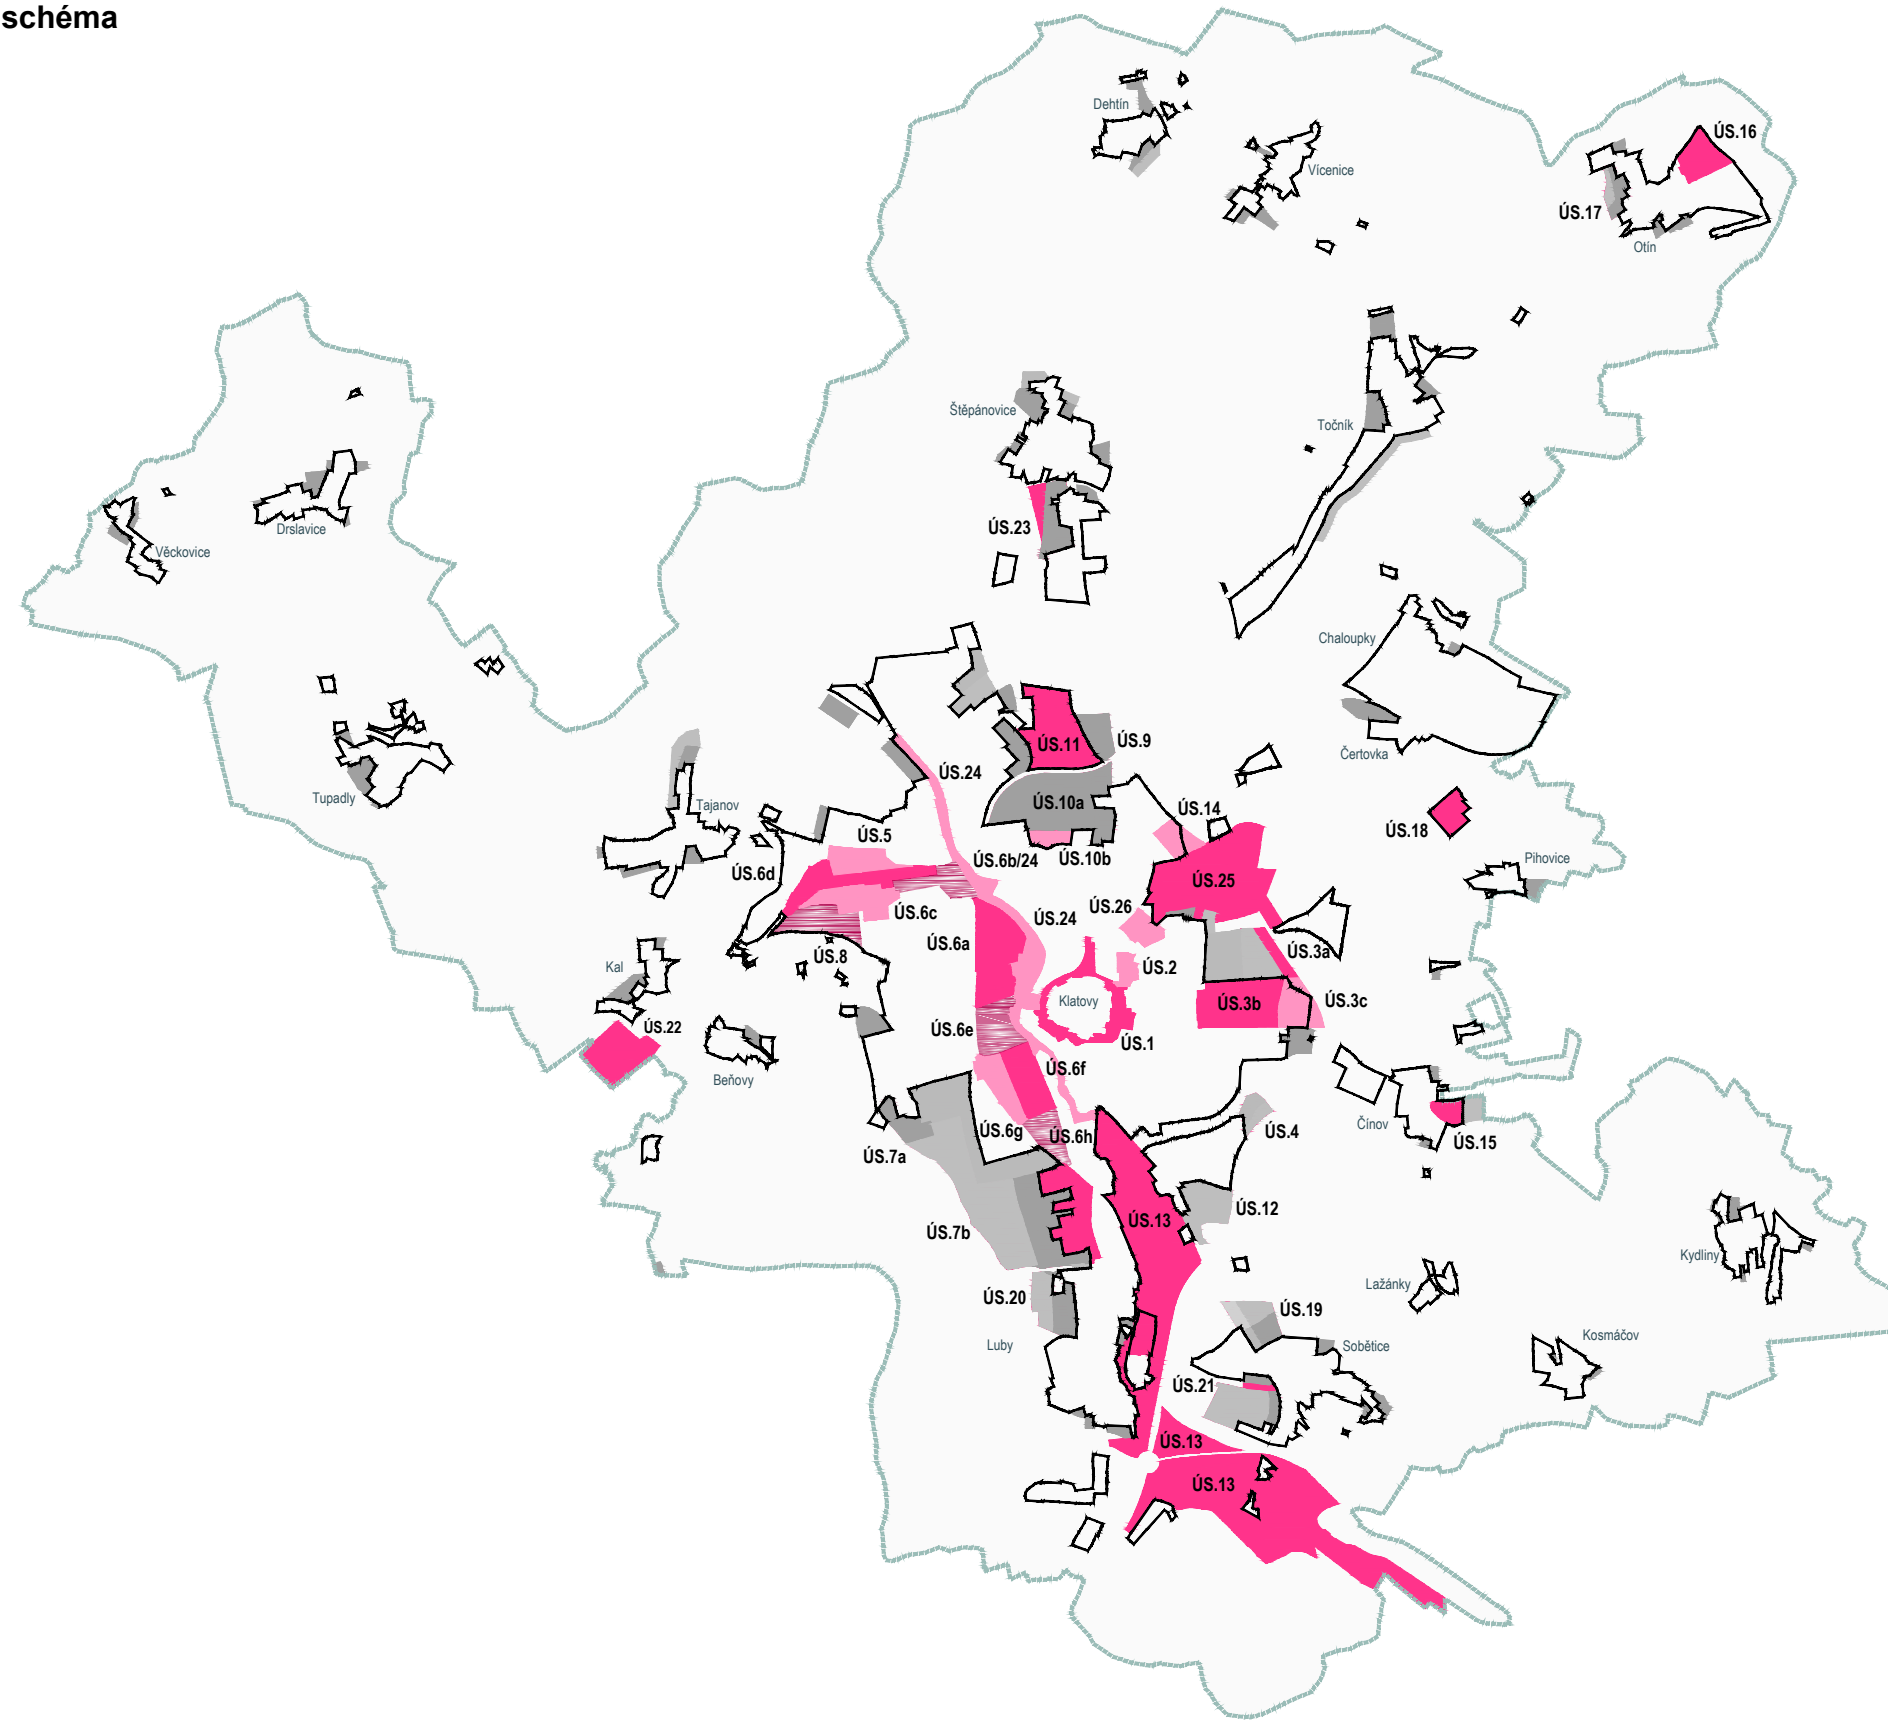 schéma
Dehtín
ÚS.16
Vícenice
ÚS.17
Otín
Štěpánovice
Točník
ÚS.23
Drslavice
Věckovice
Chaloupky
ÚS.11
ÚS.9
Čertovka
ÚS.24
Tupadly
Tajanov
ÚS.10a
ÚS.14
ÚS.18
ÚS.5
ÚS.6b/24
ÚS.10b
Pihovice
ÚS.6d
ÚS.25
ÚS.6c
ÚS.26
ÚS.24
ÚS.6a
ÚS.8
ÚS.3a
Kal
ÚS.2
Klatovy
ÚS.3b
ÚS.3c
ÚS.22
ÚS.6e
ÚS.1
ÚS.6f
Beňovy
ÚS.6g
ÚS.6h
ÚS.4
Činov
ÚS.15
ÚS.7a
ÚS.7b
ÚS.13
ÚS.12
Kydliny
Lažánky
ÚS.20
ÚS.19
Luby
Sobětice
Kosmáčov
ÚS.21
ÚS.13
ÚS.13